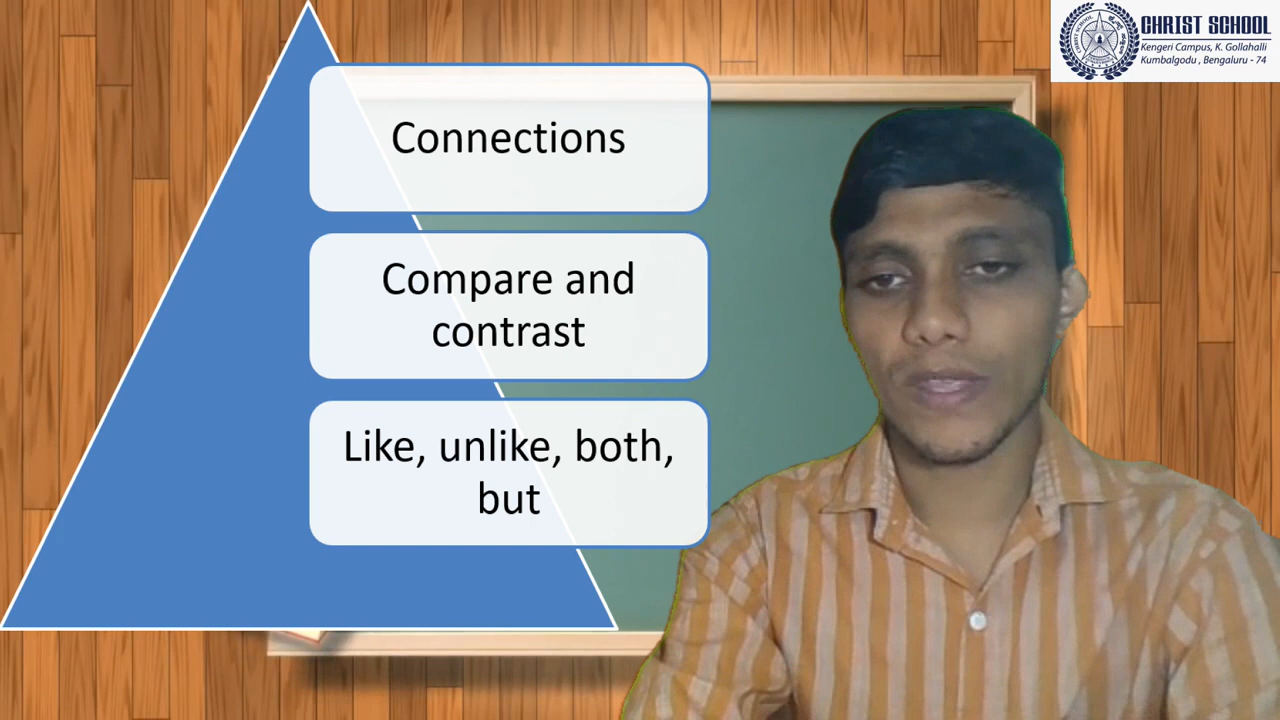 Connections
Compare and
contrast
Like, unlike, both,
but
CHRIST SCHOOL
Kengeri Campus, K. Gollahalli
Kumbalgodu, Bengaluru - 74